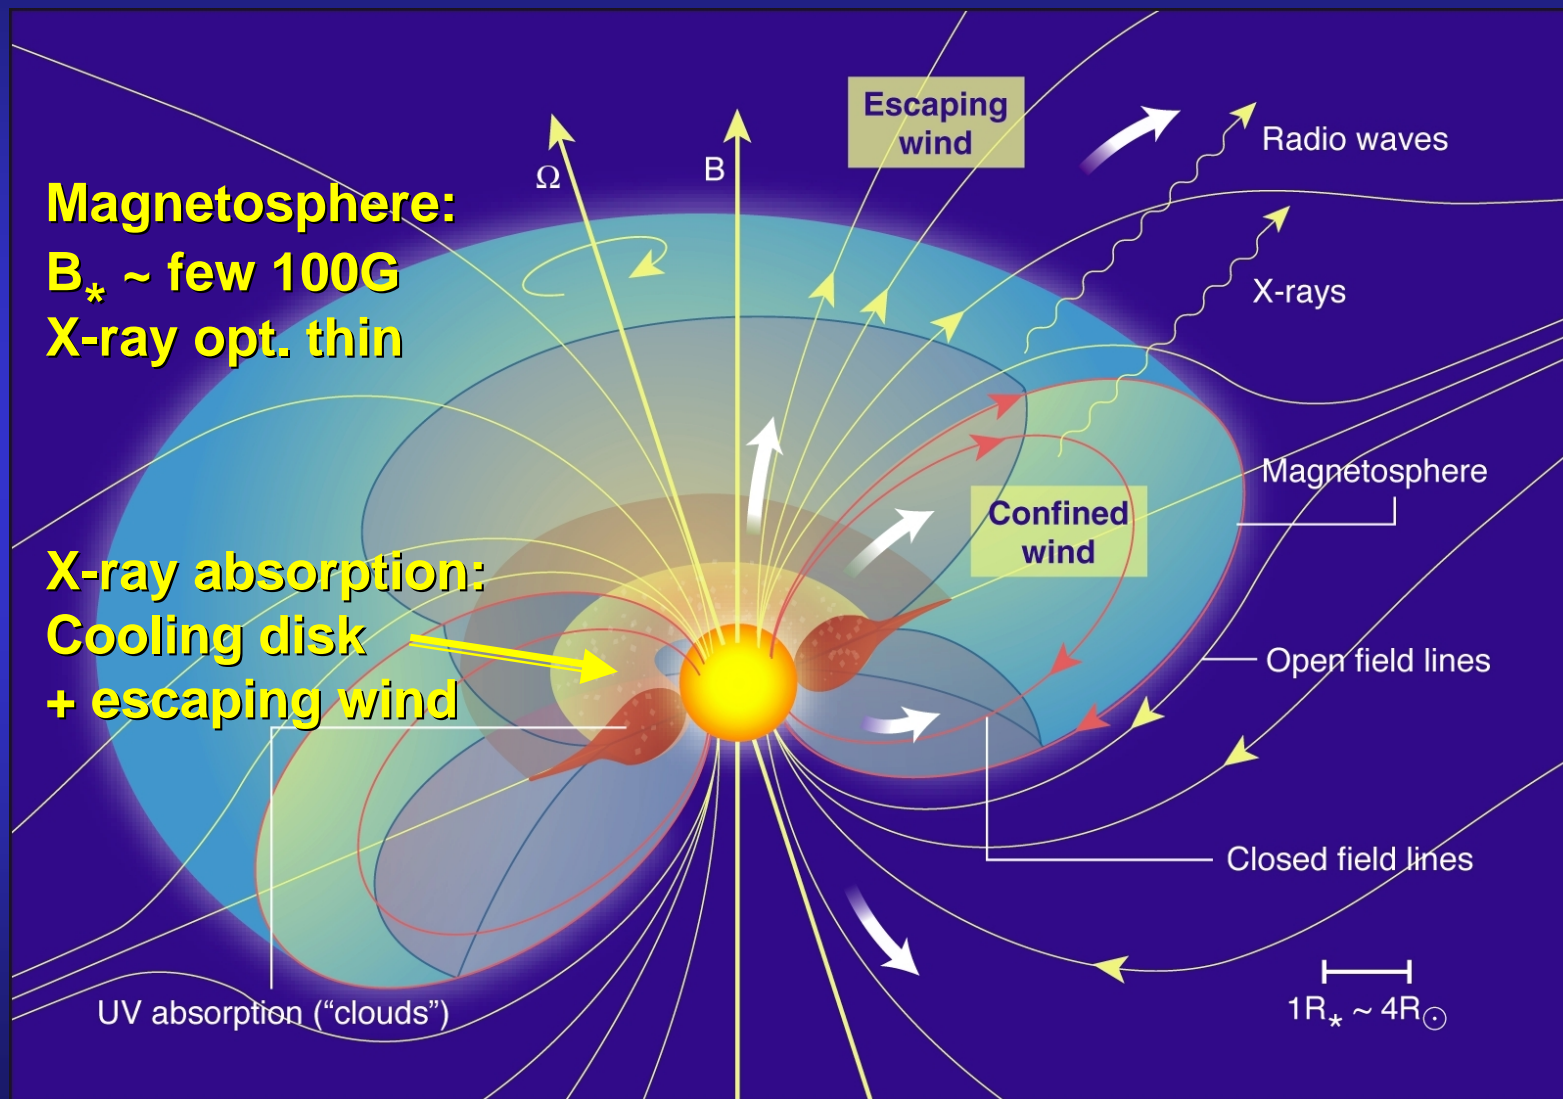 Escaping
wind
Radio waves
Ω
B
Magnetosphere:
B* ~ few 100G
X-ray opt. thin
X-rays
Magnetosphere
Confined
wind
X-ray absorption:
Cooling disk
+ escaping wind
Open field lines
Closed field lines
UV absorption (“clouds”)
1R* ~ 4R☉